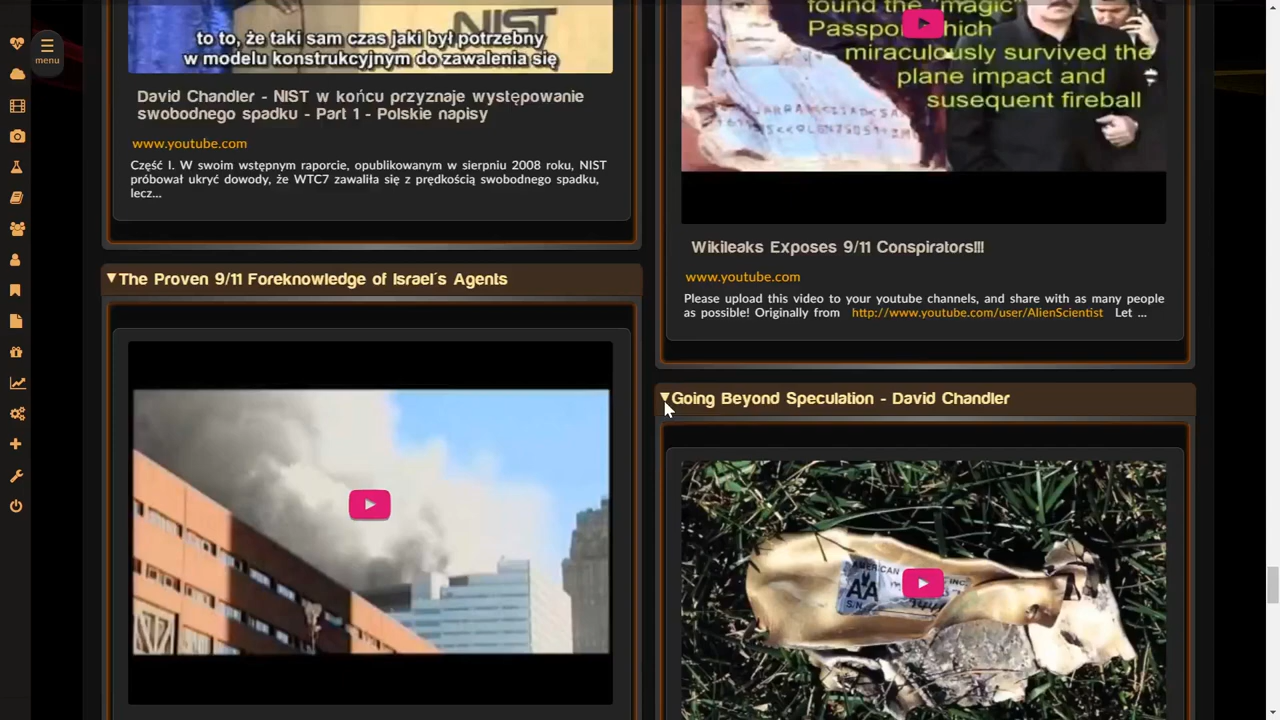 menu
NIST
to to, że taki sam czas jaki był potrzebny
w modelu konstrukcyjnym do zawalenia się
David Chandler - NIST w końcu przyznaje występowanie
swobodnego spadku - Part 1 - Polskie napisy
www.youtube.com
Część I. W swoim wstępnym raporcie, opublikowanym w sierpniu 2008 roku, NIST
próbował ukryć dowody, że WTC7 zawaliła się z prędkością swobodnego spadku,
lecz...
▼The Proven 9/11 Foreknowledge of Israel´s Agents
found the "magic"
miraculously survived the
plane impact and
susequent fireball
Wikileaks Exposes 9/11 Conspirators!!!
www.youtube.com
Please upload this video to your youtube channels, and share with as many people
as possible! Originally from http://www.youtube.com/user/AlienScientist Let ...
▼Going Beyond Speculation - David Chandler
AMERICAN
AA
INC.
S.N.